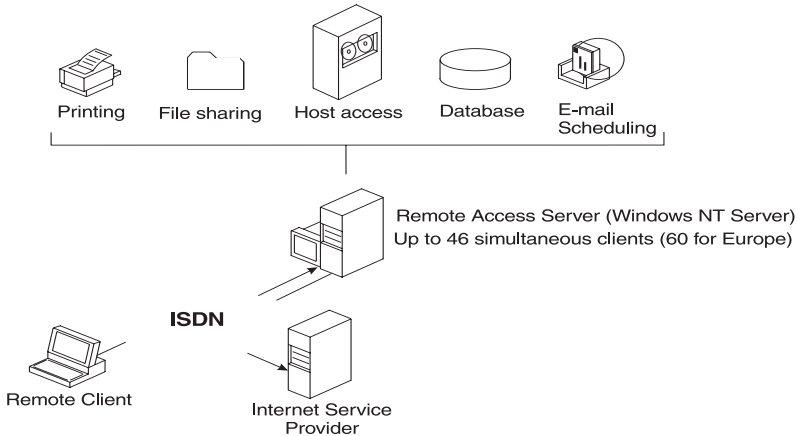 Printing
File sharing
Host access
Database
E-mail
Scheduling
Remote Access Server (Windows NT Server)
Up to 46 simultaneous clients (60 for Europe)
ISDN
Remote Client
Internet Service
Provider